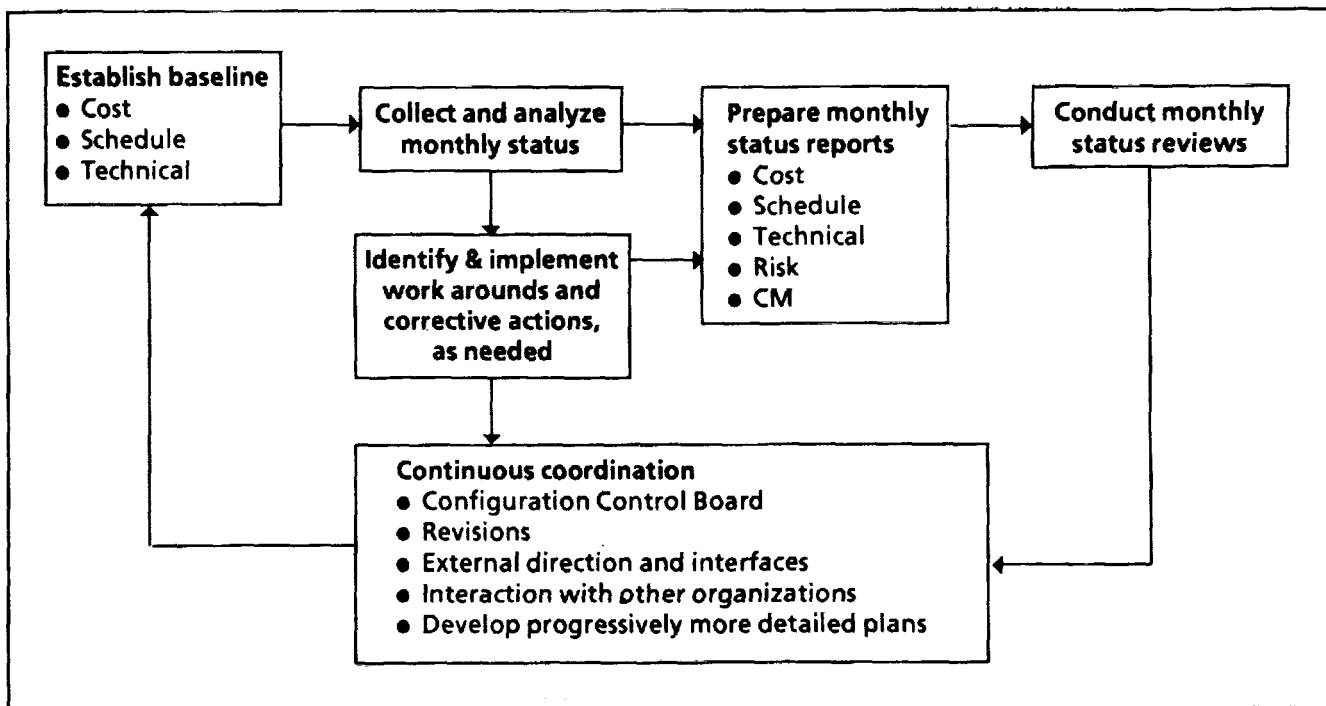 Establish baseline
● Cost
● Schedule
● Technical
Collect and analyze
monthly status
Prepare monthly
status reports
● Cost
● Schedule
● Technical
● Risk
● CM
Conduct monthly
status reviews
Identify & implement
work arounds and
corrective actions,
as needed
Continuous coordination
● Configuration Control Board
● Revisions
● External direction and interfaces
● Interaction with other organizations
● Develop progressively more detailed plans